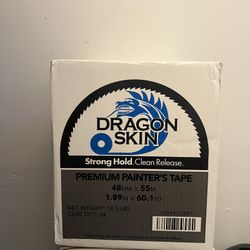 DRAGON
SKIN
Strong Hold. Clean Release.
PREMIUM PAINTER'S TAPE
48MM X 55M
1.89IN X 60.1YD
NET WEIGHT: 14.5 LBS.
CASE QTY: 24